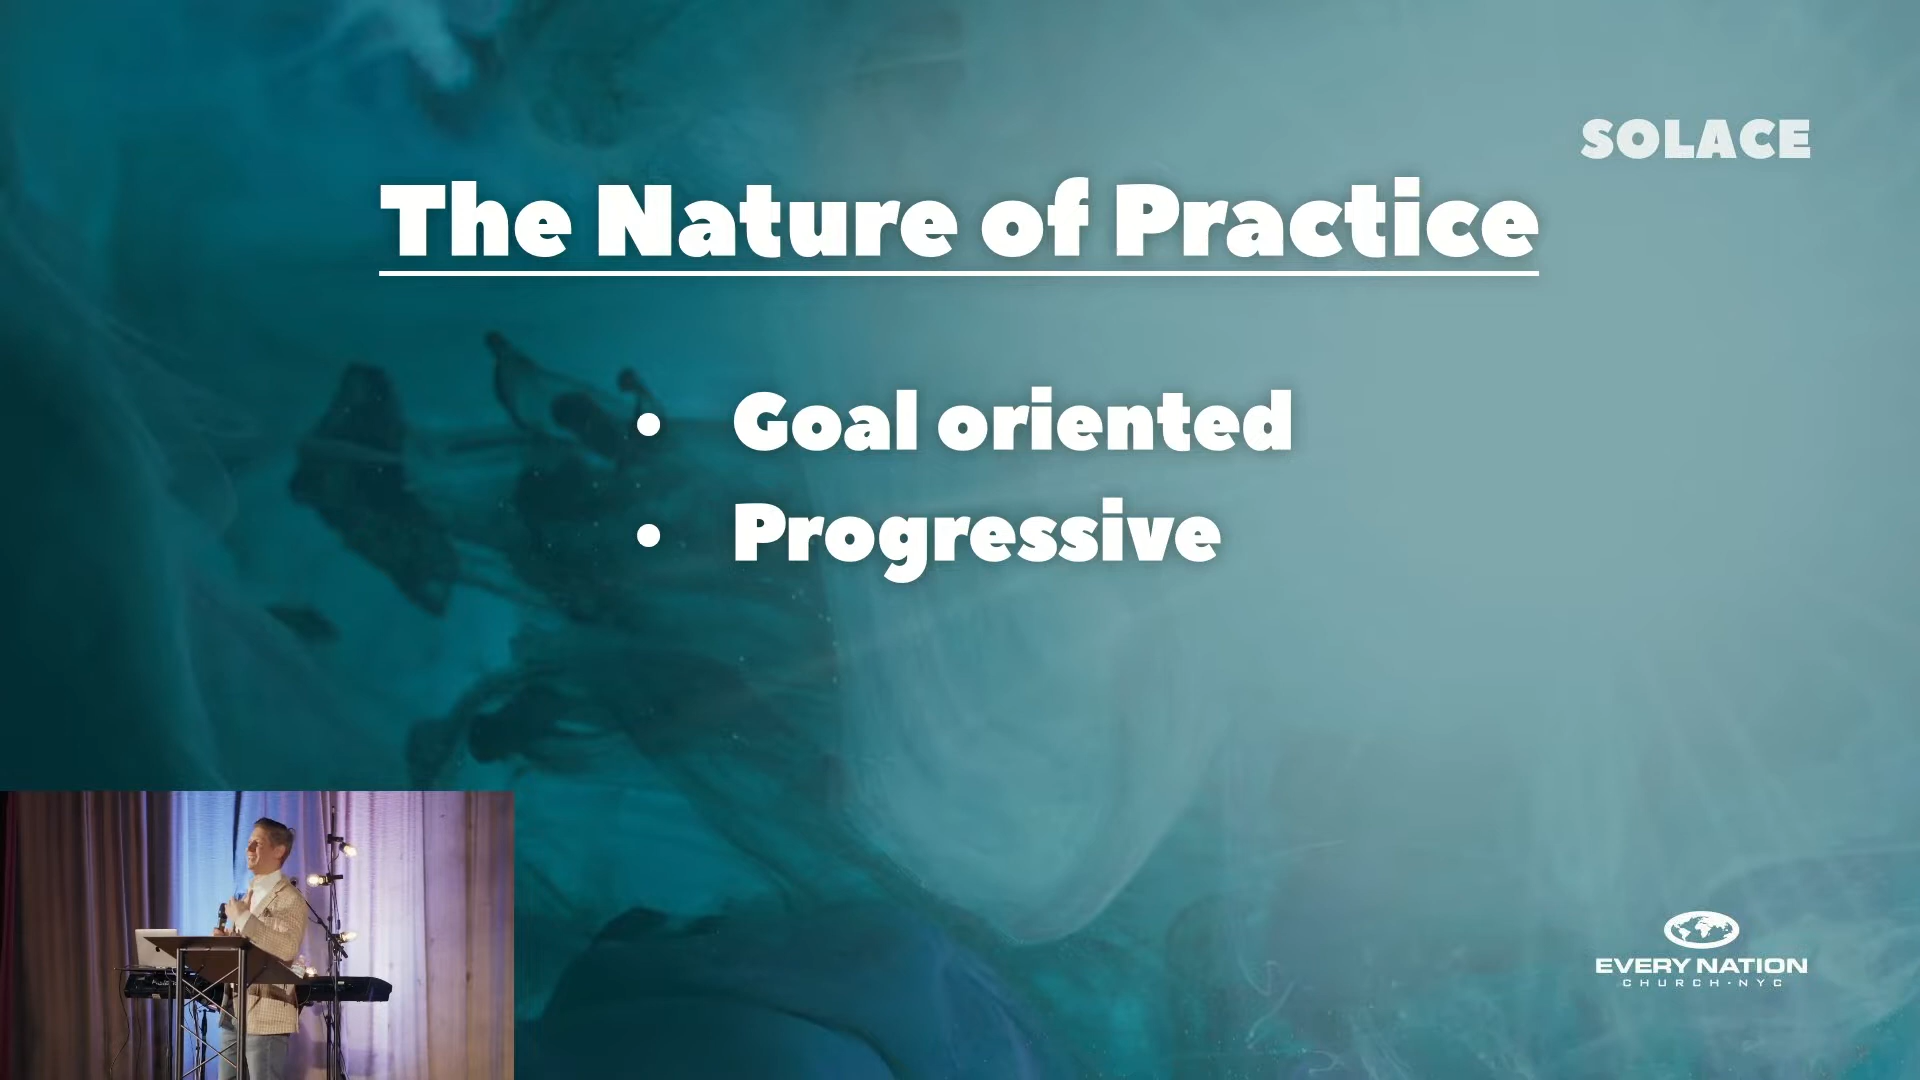 SOLACE
The Nature of Practice
• Goal oriented
• Progressive
EVERY NATION
CHURCH·NYC